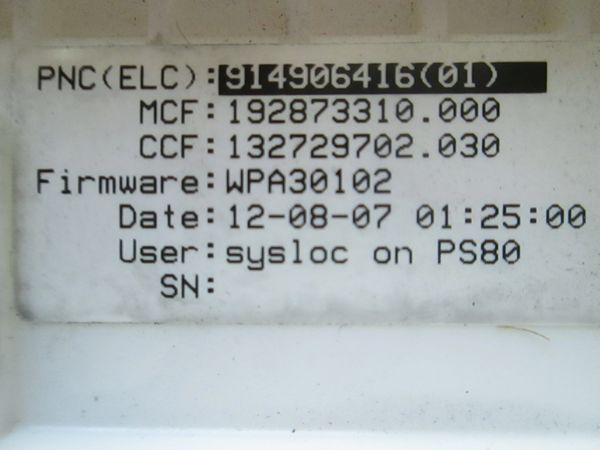 PNC(ELC):914906416(01)
MCF:192873310.000
CCF:132729702.030
Firmware:WPA30102
Date:12-08-07 01:25:00
User:sysloc on PS80
SN: